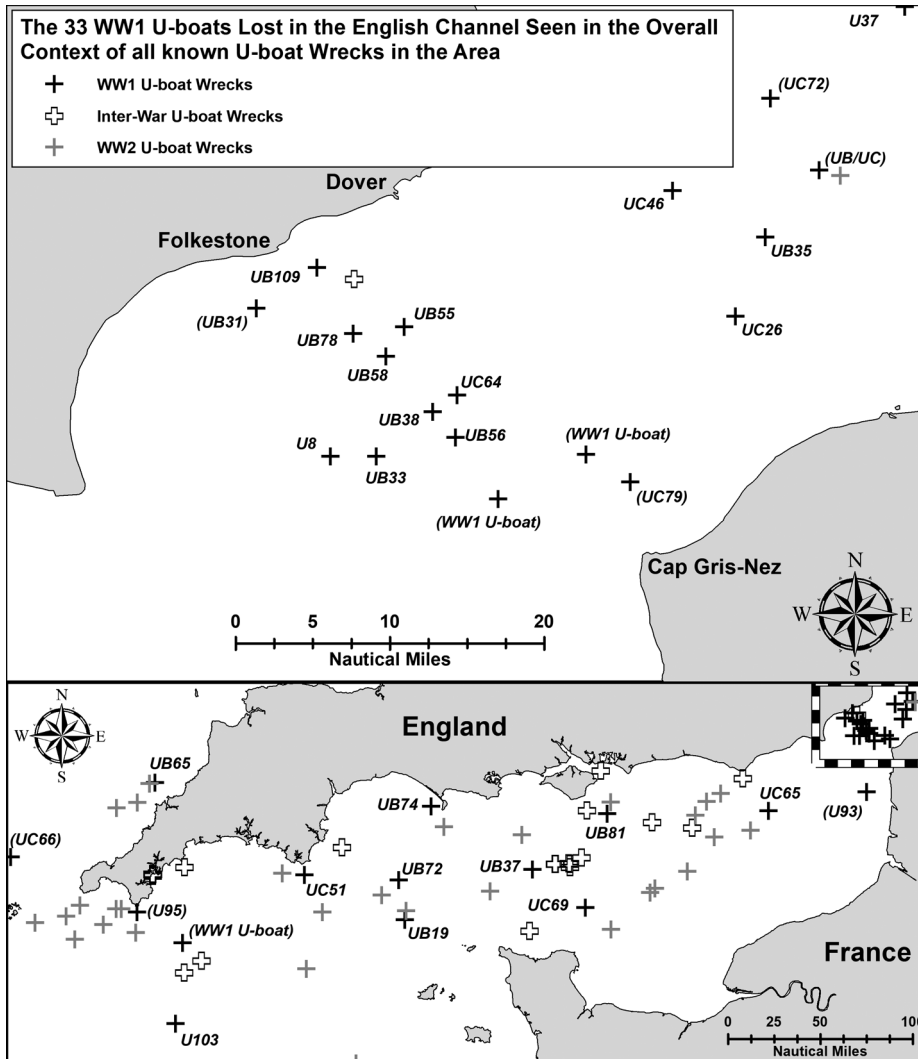 The 33 WW1 U-boats Lost in the English Channel Seen in the Overall
Context of all known U-boat Wrecks in the Area
WW1 U-boat Wrecks
Inter-War U-boat Wrecks
WW2 U-boat Wrecks
U37
(UC72)
(UB/UC)
Dover
UC46
Folkestone
UB35
UB109
(UB31)
UB55
UC26
UB78
UB58
UC64
UB38
UB56
U8
(WW1 U-boat)
UB33
(UC79)
(WW1 U-boat)
Cap Gris-Nez
N
W E
S
0 5 10 20
Nautical Miles
N
W E
S
England
UB65
UB74
UC65
(U93)
UB81
(UC66)
UB37
UB72
UC51
(U95)
UC69
UB19
(WW1 U-boat)
France
U103
0 25 50 100
Nautical Miles